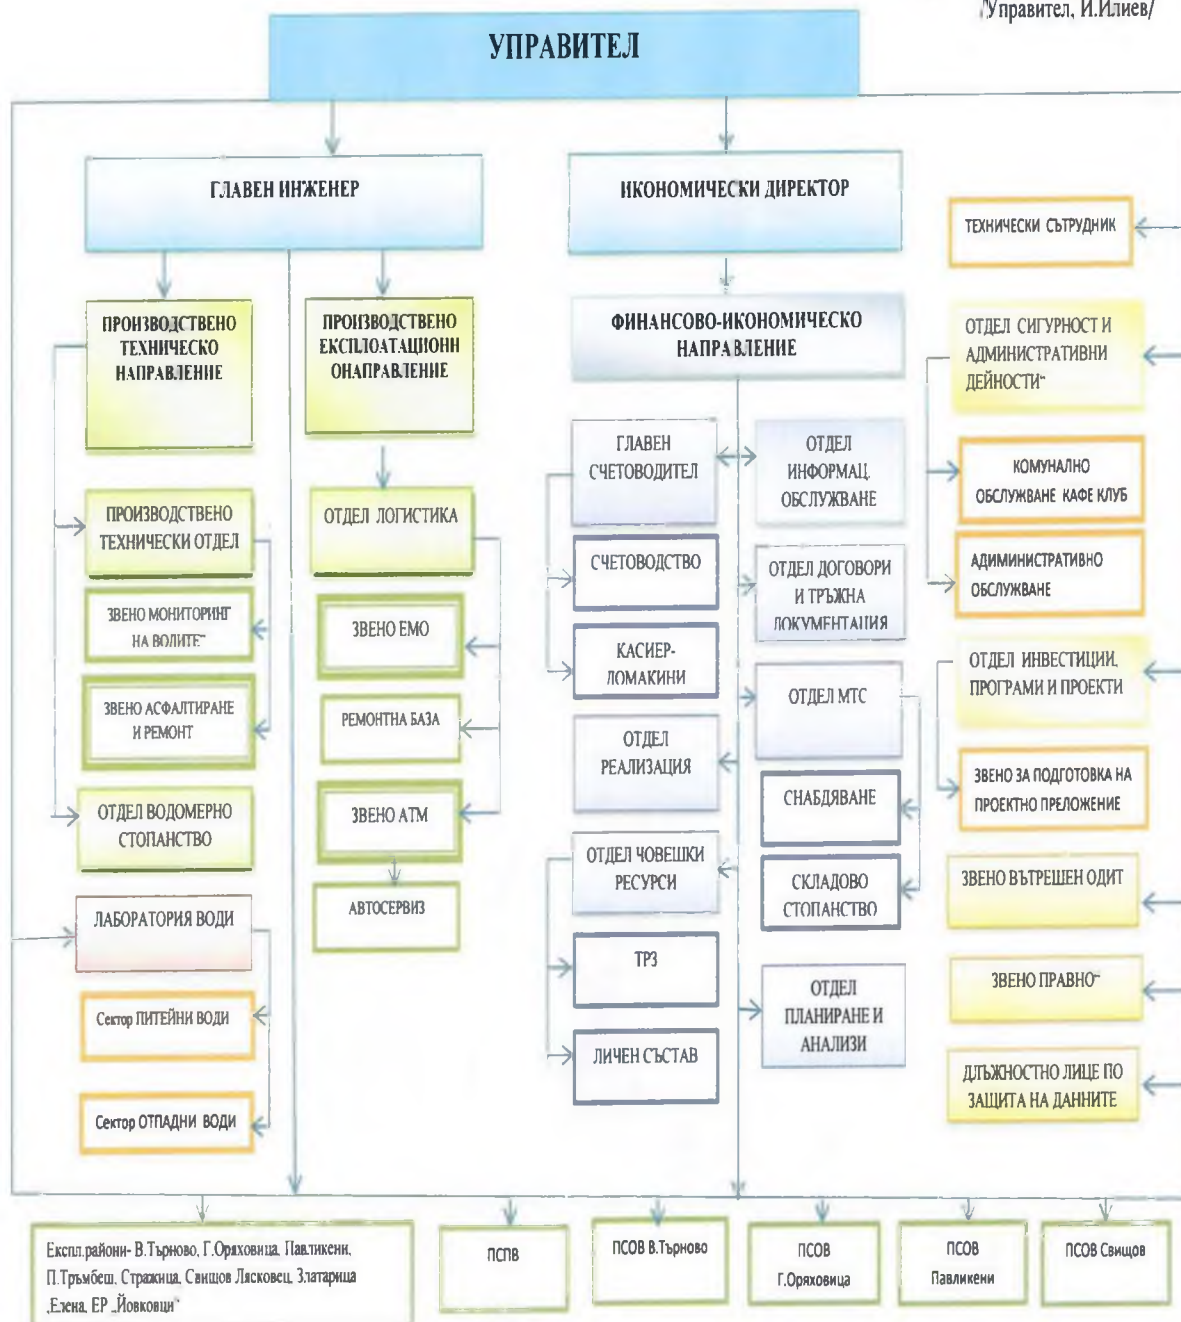 /Управител, И.Илиев/
УПРАВИТЕЛ
ГЛАВЕН ИНЖЕНЕР
ИКОНОМИЧЕСКИ ДИРЕКТОР
ТЕХНИЧЕСКИ СЪТРУДНИК
ПРОИЗВОДСТВЕНО
ТЕХНИЧЕСКО
НАПРАВЛЕНИЕ
ПРОИЗВОДСТВЕНО
ЕКСПЛОАТАЦИОНН
ОНАПРАВЛЕНИЕ
ФИНАНСОВО-ИКОНОМИЧЕСКО
НАПРАВЛЕНИЕ
ОТДЕЛ СИГУРНОСТ И
АДМИНИСТРАТИВНИ
ДЕЙНОСТИ“
ГЛАВЕН
СЧЕТОВОДИТЕЛ
ОТДЕЛ
ИНФОРМАЦ.
ОБСЛУЖВАНЕ
КОМУНАЛНО
ОБСЛУЖВАНЕ КАФЕ КЛУБ
ПРОИЗВОДСТВЕНО
ТЕХНИЧЕСКИ ОТДЕЛ
ОТДЕЛ ЛОГИСТИКА
СЧЕТОВОДСТВО
ОТДЕЛ ДОГОВОРИ
И ТРЪЖНА
ДОКУМЕНТАЦИЯ
АДИМИНИСТРАТИВНО
ОБСЛУЖВАНЕ
ЗВЕНО МОНИТОРИНГ
НА ВОДИТЕ“
ЗВЕНО ЕМО
КАСИЕР-
ДОМАКИНИ
ОТДЕЛ МТС
ОТДЕЛ ИНВЕСТИЦИИ,
ПРОГРАМИ И ПРОЕКТИ
ЗВЕНО АСФАЛТИРАНЕ
И РЕМОНТ
РЕМОНТНА БАЗА
ОТДЕЛ
РЕАЛИЗАЦИЯ
СНАБДЯВАНЕ
ЗВЕНО ЗА ПОДГОТОВКА НА
ПРОЕКТНО ПРЕЛОЖЕНИЕ
ОТДЕЛ ВОДОМЕРНО
СТОПАНСТВО
ЗВЕНО АТМ
ОТДЕЛ ЧОВЕШКИ
РЕСУРСИ
СКЛАДОВО
СТОПАНСТВО
ЗВЕНО ВЪТРЕШЕН ОДИТ
ЛАБОРАТОРИЯ ВОДИ
АВТОСЕРВИЗ
ТРЗ
ОТДЕЛ
ПЛАНИРАНЕ И
АНАЛИЗИ
ЗВЕНО ПРАВНО“
Сектор ПИТЕЙНИ ВОДИ
ЛИЧЕН СЪСТАВ
ДЛЪЖНОСТНО ЛИЦЕ ПО
ЗАЩИТА НА ДАННИТЕ
Сектор ОТПАДНИ ВОДИ
Експл.райони- В.Търново, Г.Оряховица, Павликени,
П.Тръмбеш, Стражица, Свищов Лясковец, Златарица
,Елена, ЕР „Йовковци“
ПСПВ
ПСОВ В.Търново
ПСОВ
Г.Оряховица
ПСОВ
Павликени
ПСОВ Свищов